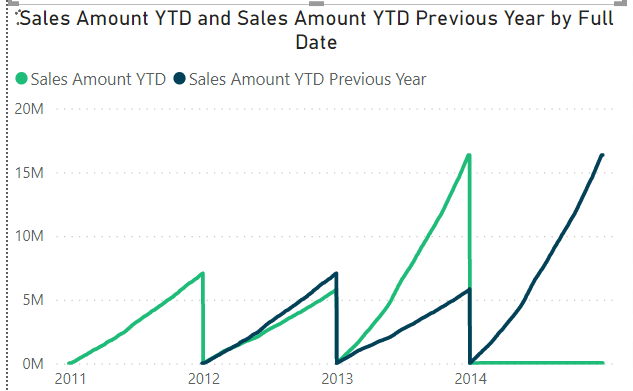 Sales Amount YTD and Sales Amount YTD Previous Year by Full
Date
Sales Amount YTD Sales Amount YTD Previous Year
20M
15M
10M
5M
0M
2011 2012 2013 2014